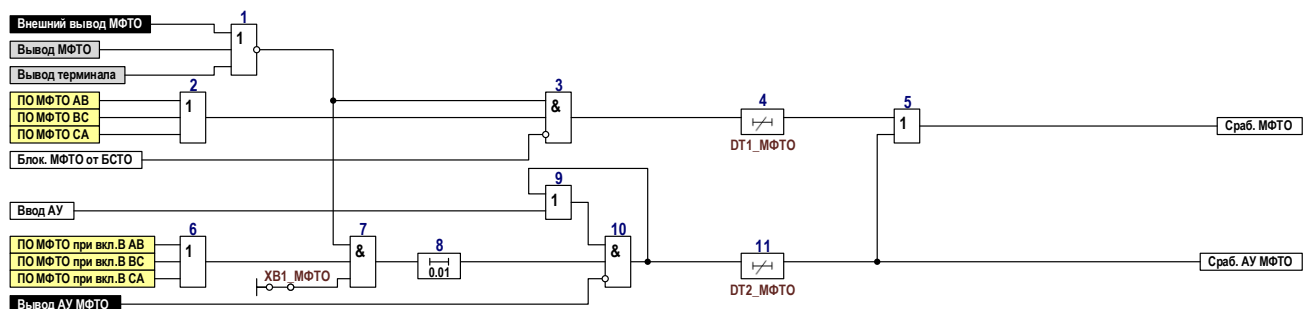 Внешний вывод МФТО
1
1
Вывод МФТО
Вывод терминала
2
3
4
5
ПО МФТО АВ
ПО МФТО ВС
ПО МФТО СА
1
&
1
Сраб. МФТО
DT1_МФТО
Блок. МФТО от БСТО
9
1
Ввод АУ
6
7
8
10
11
ПО МФТО при вкл.В АВ
ПО МФТО при вкл.В ВС
ПО МФТО при вкл.В СА
1
&
0.01
&
Сраб. АУ МФТО
XB1_МФТО
DT2_МФТО
Вывод АУ МФТО